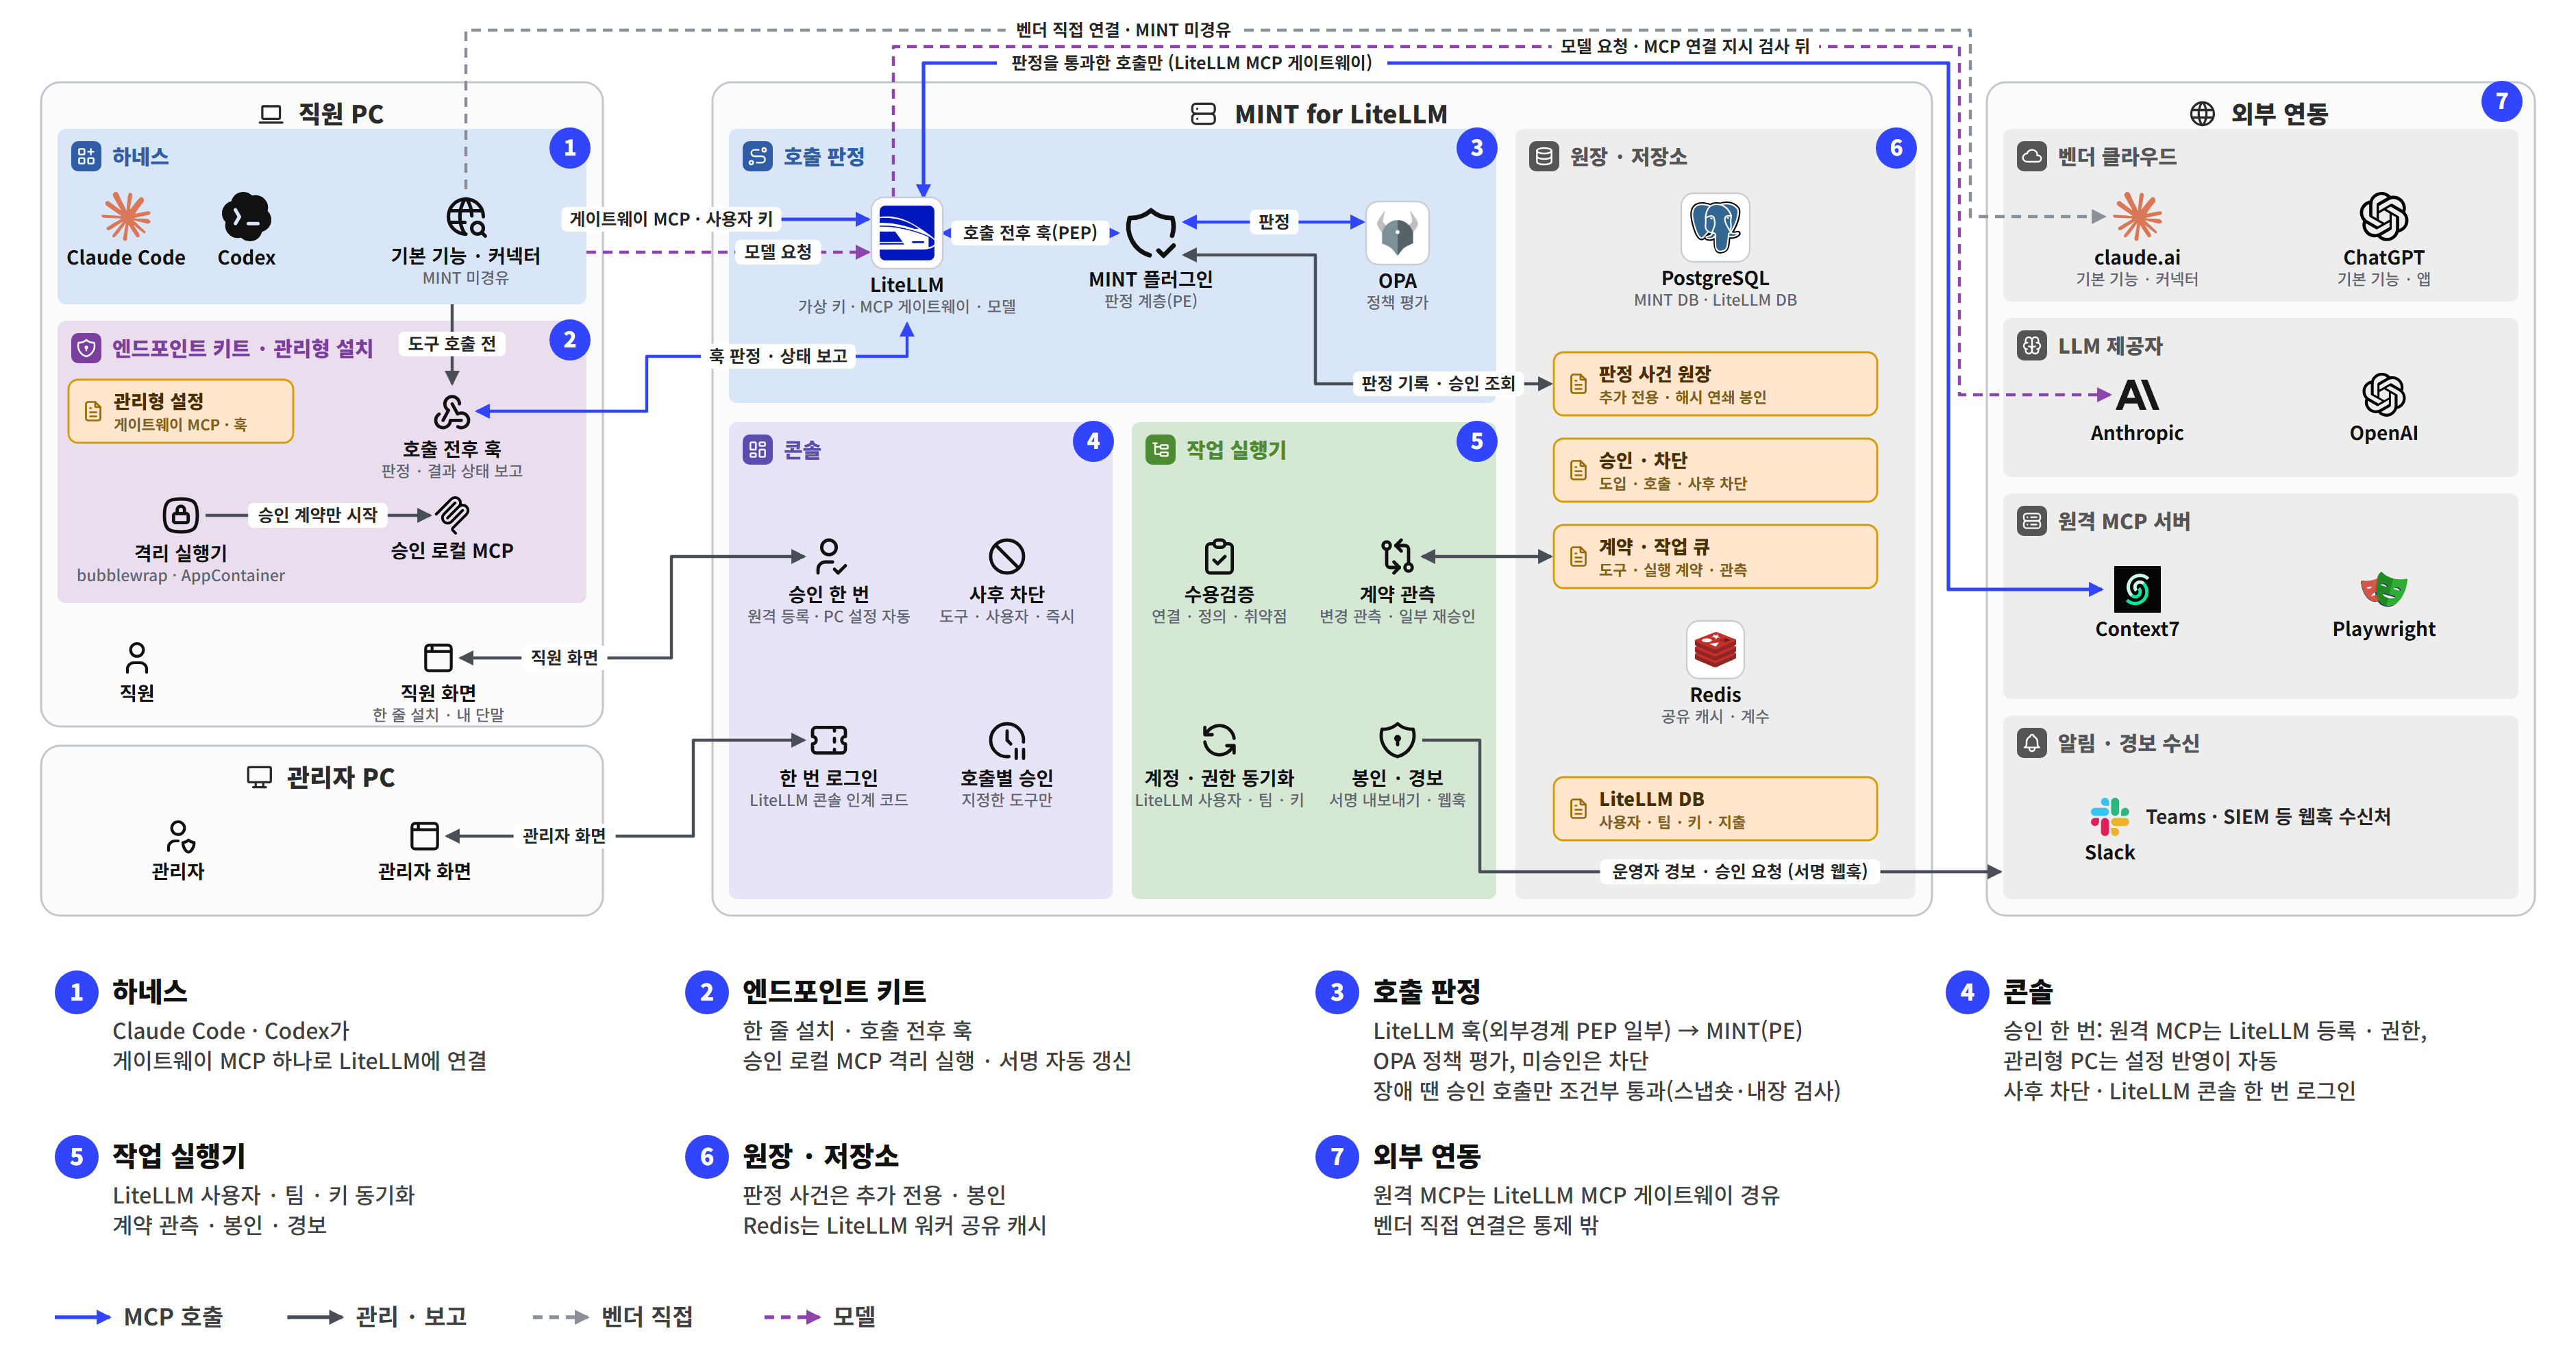 벤더 직접 연결 · MINT 미경유
모델 요청 · MCP 연결 지시 검사 뒤
판정을 통과한 호출만 (LiteLLM MCP 게이트웨이)
직원 PC
하네스
1
Claude Code
Codex
기본 기능 · 커넥터
MINT 미경유
엔드포인트 키트 · 관리형 설치
도구 호출 전
2
관리형 설정
게이트웨이 MCP · 훅
호출 전후 훅
판정 · 결과 상태 보고
승인 계약만 시작
격리 실행기
bubblewrap · AppContainer
승인 로컬 MCP
직원
직원 화면
한 줄 설치 · 내 단말
직원 화면
관리자 PC
관리자
관리자 화면
관리자 화면
게이트웨이 MCP · 사용자 키
모델 요청
훅 판정 · 상태 보고
MINT for LiteLLM
호출 판정
3
LiteLLM
가상 키 · MCP 게이트웨이 · 모델
호출 전후 훅(PEP)
MINT 플러그인
판정 계층(PE)
판정
OPA
정책 평가
판정 기록 · 승인 조회
콘솔
4
승인 한 번
원격 등록 · PC 설정 자동
사후 차단
도구 · 사용자 · 즉시
한 번 로그인
LiteLLM 콘솔 인계 코드
호출별 승인
지정한 도구만
작업 실행기
5
수용검증
연결 · 정의 · 취약점
계약 관측
변경 관측 · 일부 재승인
계정 · 권한 동기화
LiteLLM 사용자 · 팀 · 키
봉인 · 경보
서명 내보내기 · 웹훅
원장 · 저장소
6
PostgreSQL
MINT DB · LiteLLM DB
판정 사건 원장
추가 전용 · 해시 연쇄 봉인
승인 · 차단
도입 · 호출 · 사후 차단
계약 · 작업 큐
도구 · 실행 계약 · 관측
Redis
공유 캐시 · 계수
LiteLLM DB
사용자 · 팀 · 키 · 지출
운영자 경보 · 승인 요청 (서명 웹훅)
외부 연동
7
벤더 클라우드
claude.ai
기본 기능 · 커넥터
ChatGPT
기본 기능 · 앱
LLM 제공자
Anthropic
OpenAI
원격 MCP 서버
Context7
Playwright
알림 · 경보 수신
Slack
Teams · SIEM 등 웹훅 수신처
1 하네스
Claude Code · Codex가
게이트웨이 MCP 하나로 LiteLLM에 연결
2 엔드포인트 키트
한 줄 설치 · 호출 전후 훅
승인 로컬 MCP 격리 실행 · 서명 자동 갱신
3 호출 판정
LiteLLM 훅(외부경계 PEP 일부) → MINT(PE)
OPA 정책 평가, 미승인은 차단
장애 땐 승인 호출만 조건부 통과(스냅숏·내장 검사)
4 콘솔
승인 한 번: 원격 MCP는 LiteLLM 등록 · 권한,
관리형 PC는 설정 반영이 자동
사후 차단 · LiteLLM 콘솔 한 번 로그인
5 작업 실행기
LiteLLM 사용자 · 팀 · 키 동기화
계약 관측 · 봉인 · 경보
6 원장 · 저장소
판정 사건은 추가 전용 · 봉인
Redis는 LiteLLM 워커 공유 캐시
7 외부 연동
원격 MCP는 LiteLLM MCP 게이트웨이 경유
벤더 직접 연결은 통제 밖
MCP 호출
관리 · 보고
벤더 직접
모델